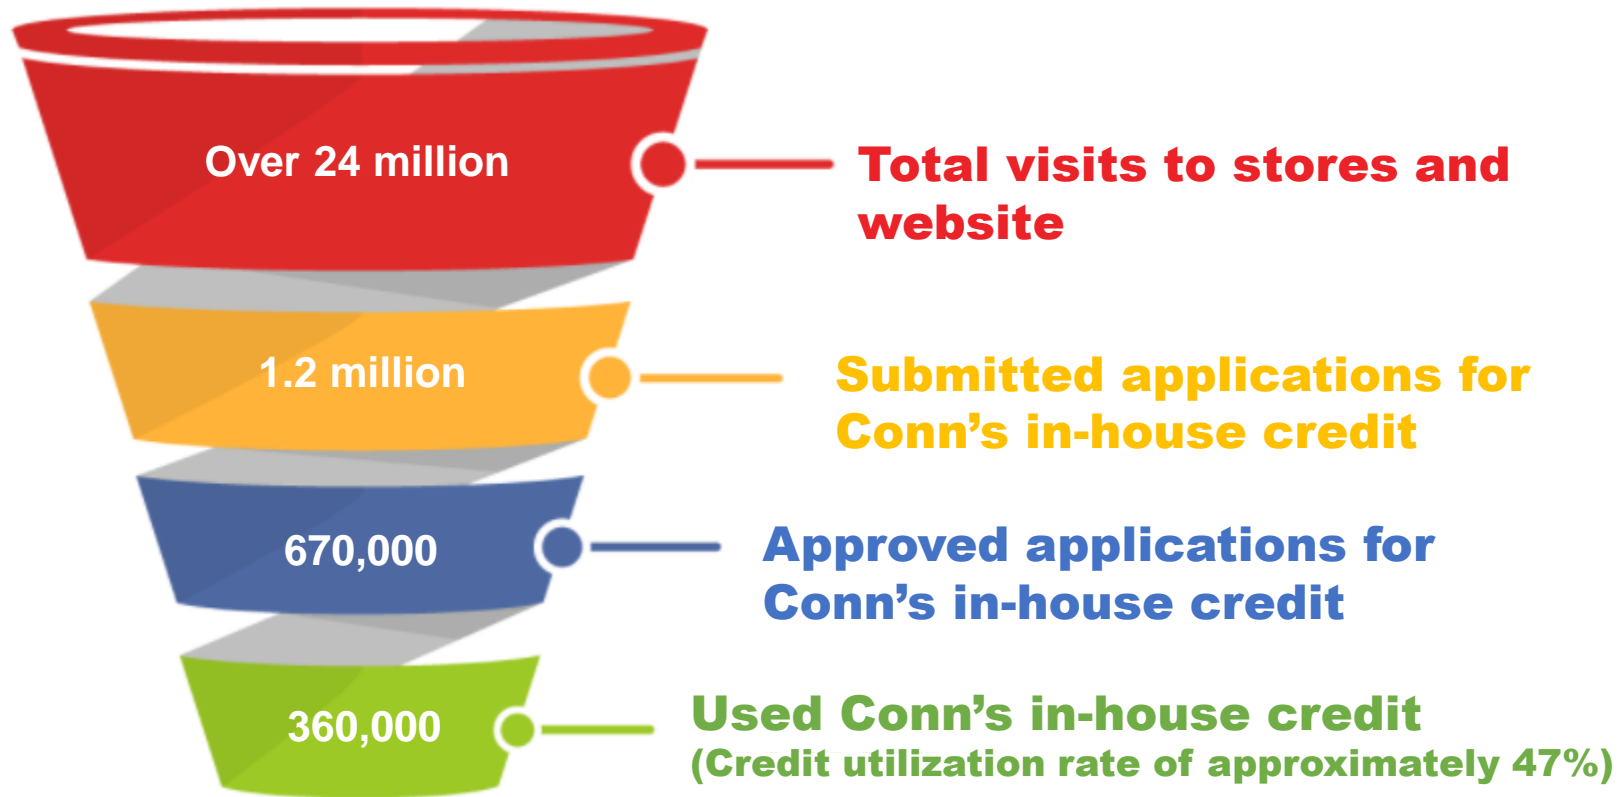 Over 24 million
Total visits to stores and
website
1.2 million
Submitted applications for
Conn’s in-house credit
670,000
Approved applications for
Conn’s in-house credit
360,000
Used Conn’s in-house credit
(Credit utilization rate of approximately 47%)